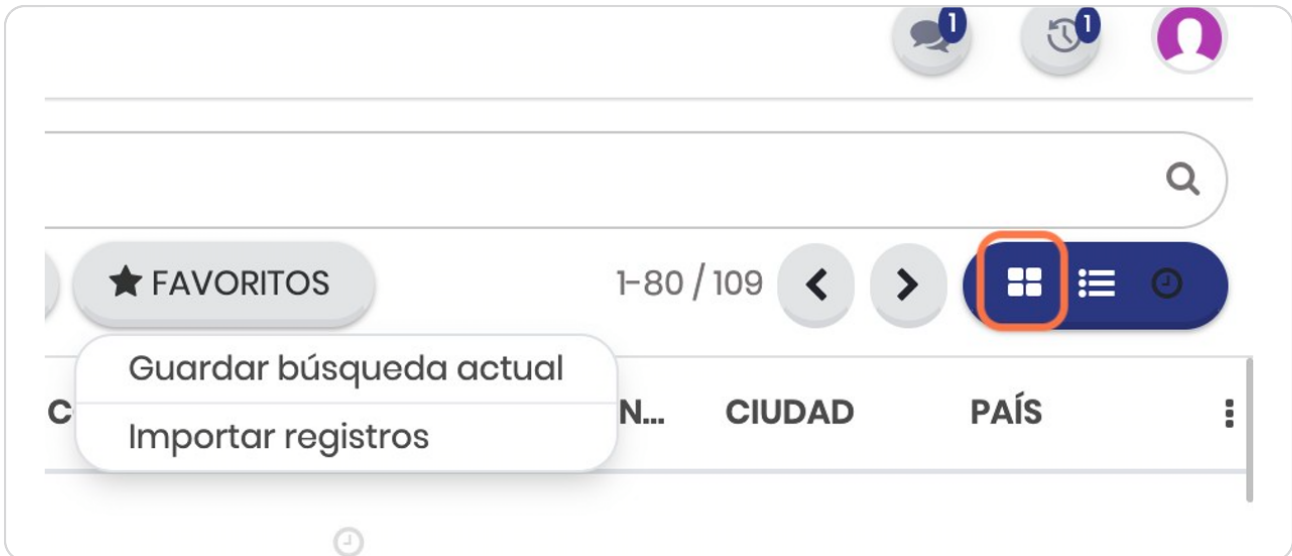 1
1
FAVORITOS
1-80 / 109
Guardar búsqueda actual
Importar registros
C
N...
CIUDAD
PAÍS